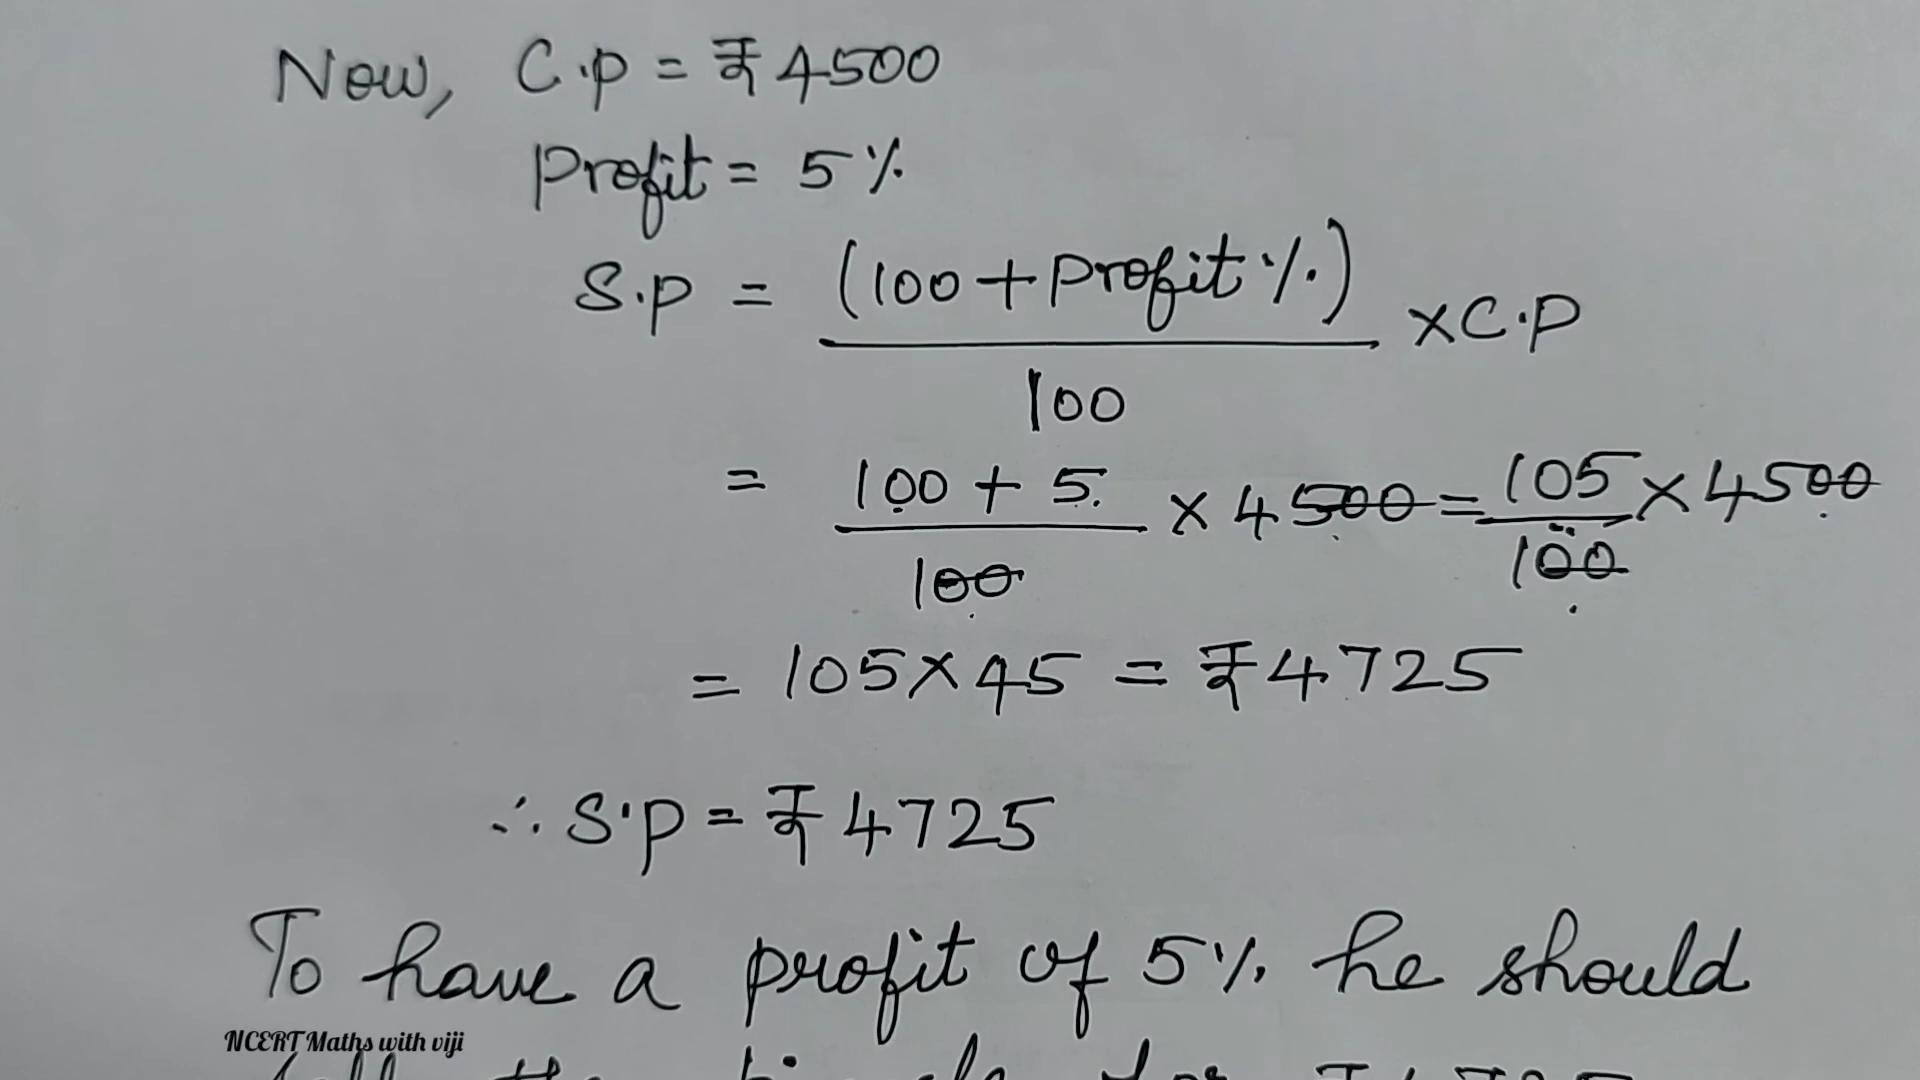 Now, C.P = ₹ 4500
Profit = 5%
S.P = (100 + Profit %) / 100 × C.P
= 100 + 5 / 100 × 4500 = 105 / 100 × 4500
= 105 × 45 = ₹ 4725
∴ S.P = ₹ 4725
To have a profit of 5% he should
NCERT Maths with viji